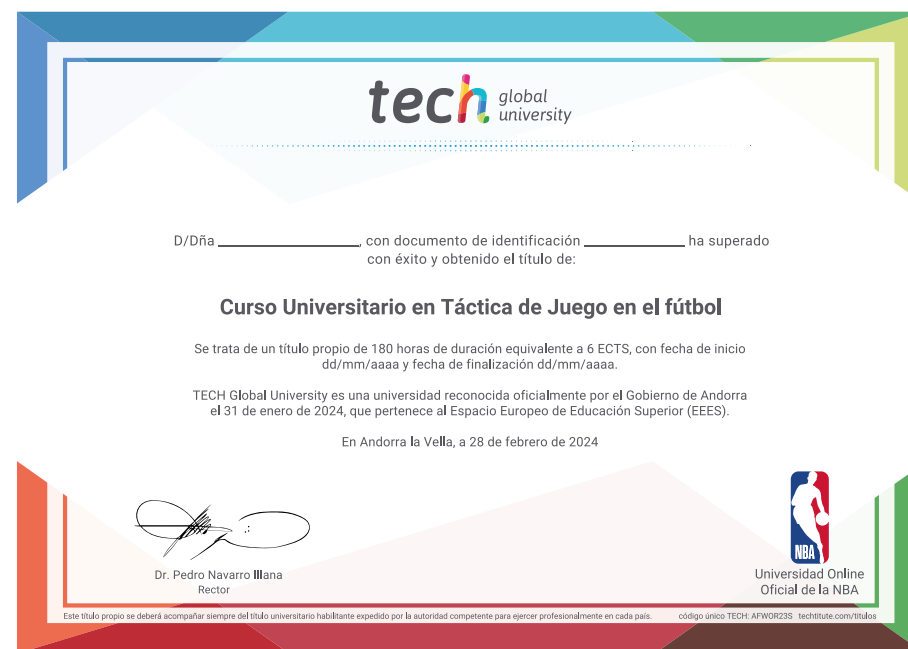 tech global university
D/Dña ____________________, con documento de identificación ______________ ha superado
con éxito y obtenido el título de:
Curso Universitario en Táctica de Juego en el fútbol
Se trata de un título propio de 180 horas de duración equivalente a 6 ECTS, con fecha de inicio
dd/mm/aaaa y fecha de finalización dd/mm/aaaa.
TECH Global University es una universidad reconocida oficialmente por el Gobierno de Andorra
el 31 de enero de 2024, que pertenece al Espacio Europeo de Educación Superior (EEES).
En Andorra la Vella, a 28 de febrero de 2024
Dr. Pedro Navarro Illana
Rector
NBA
Universidad Online
Oficial de la NBA
Este título propio se deberá acompañar siempre del título universitario habilitante expedido por la autoridad competente para ejercer profesionalmente en cada país. código único TECH: AFWOR23S techtitute.com/titulos